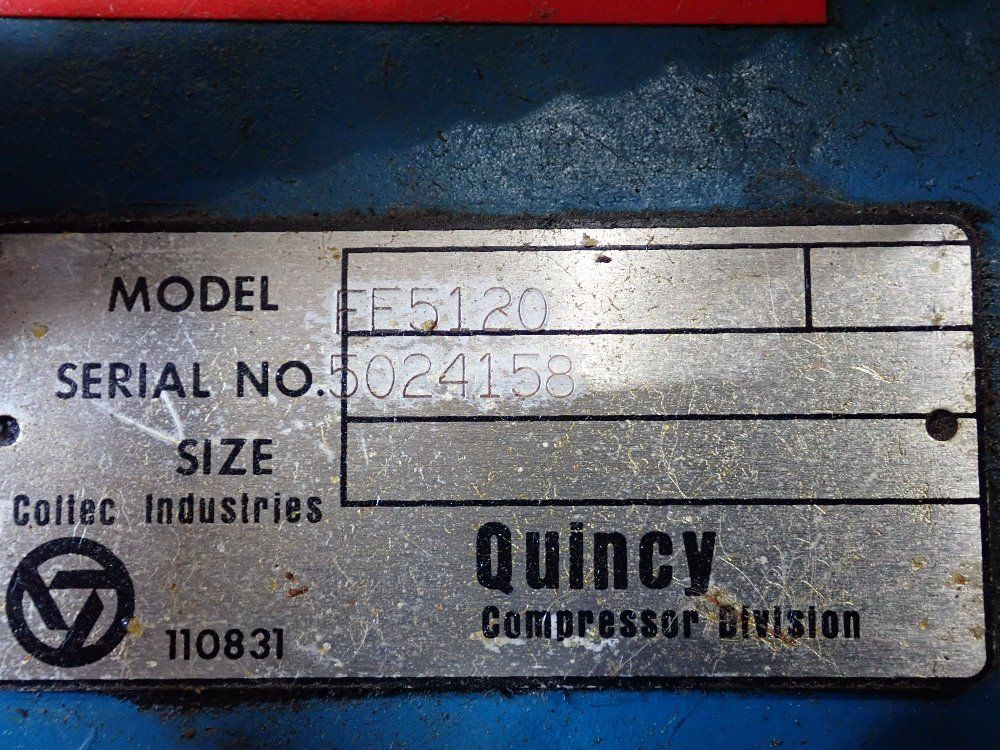 MODEL FE5120
SERIAL NO. 5024158
SIZE
Coltec Industries
Quincy
Compressor Division
110831